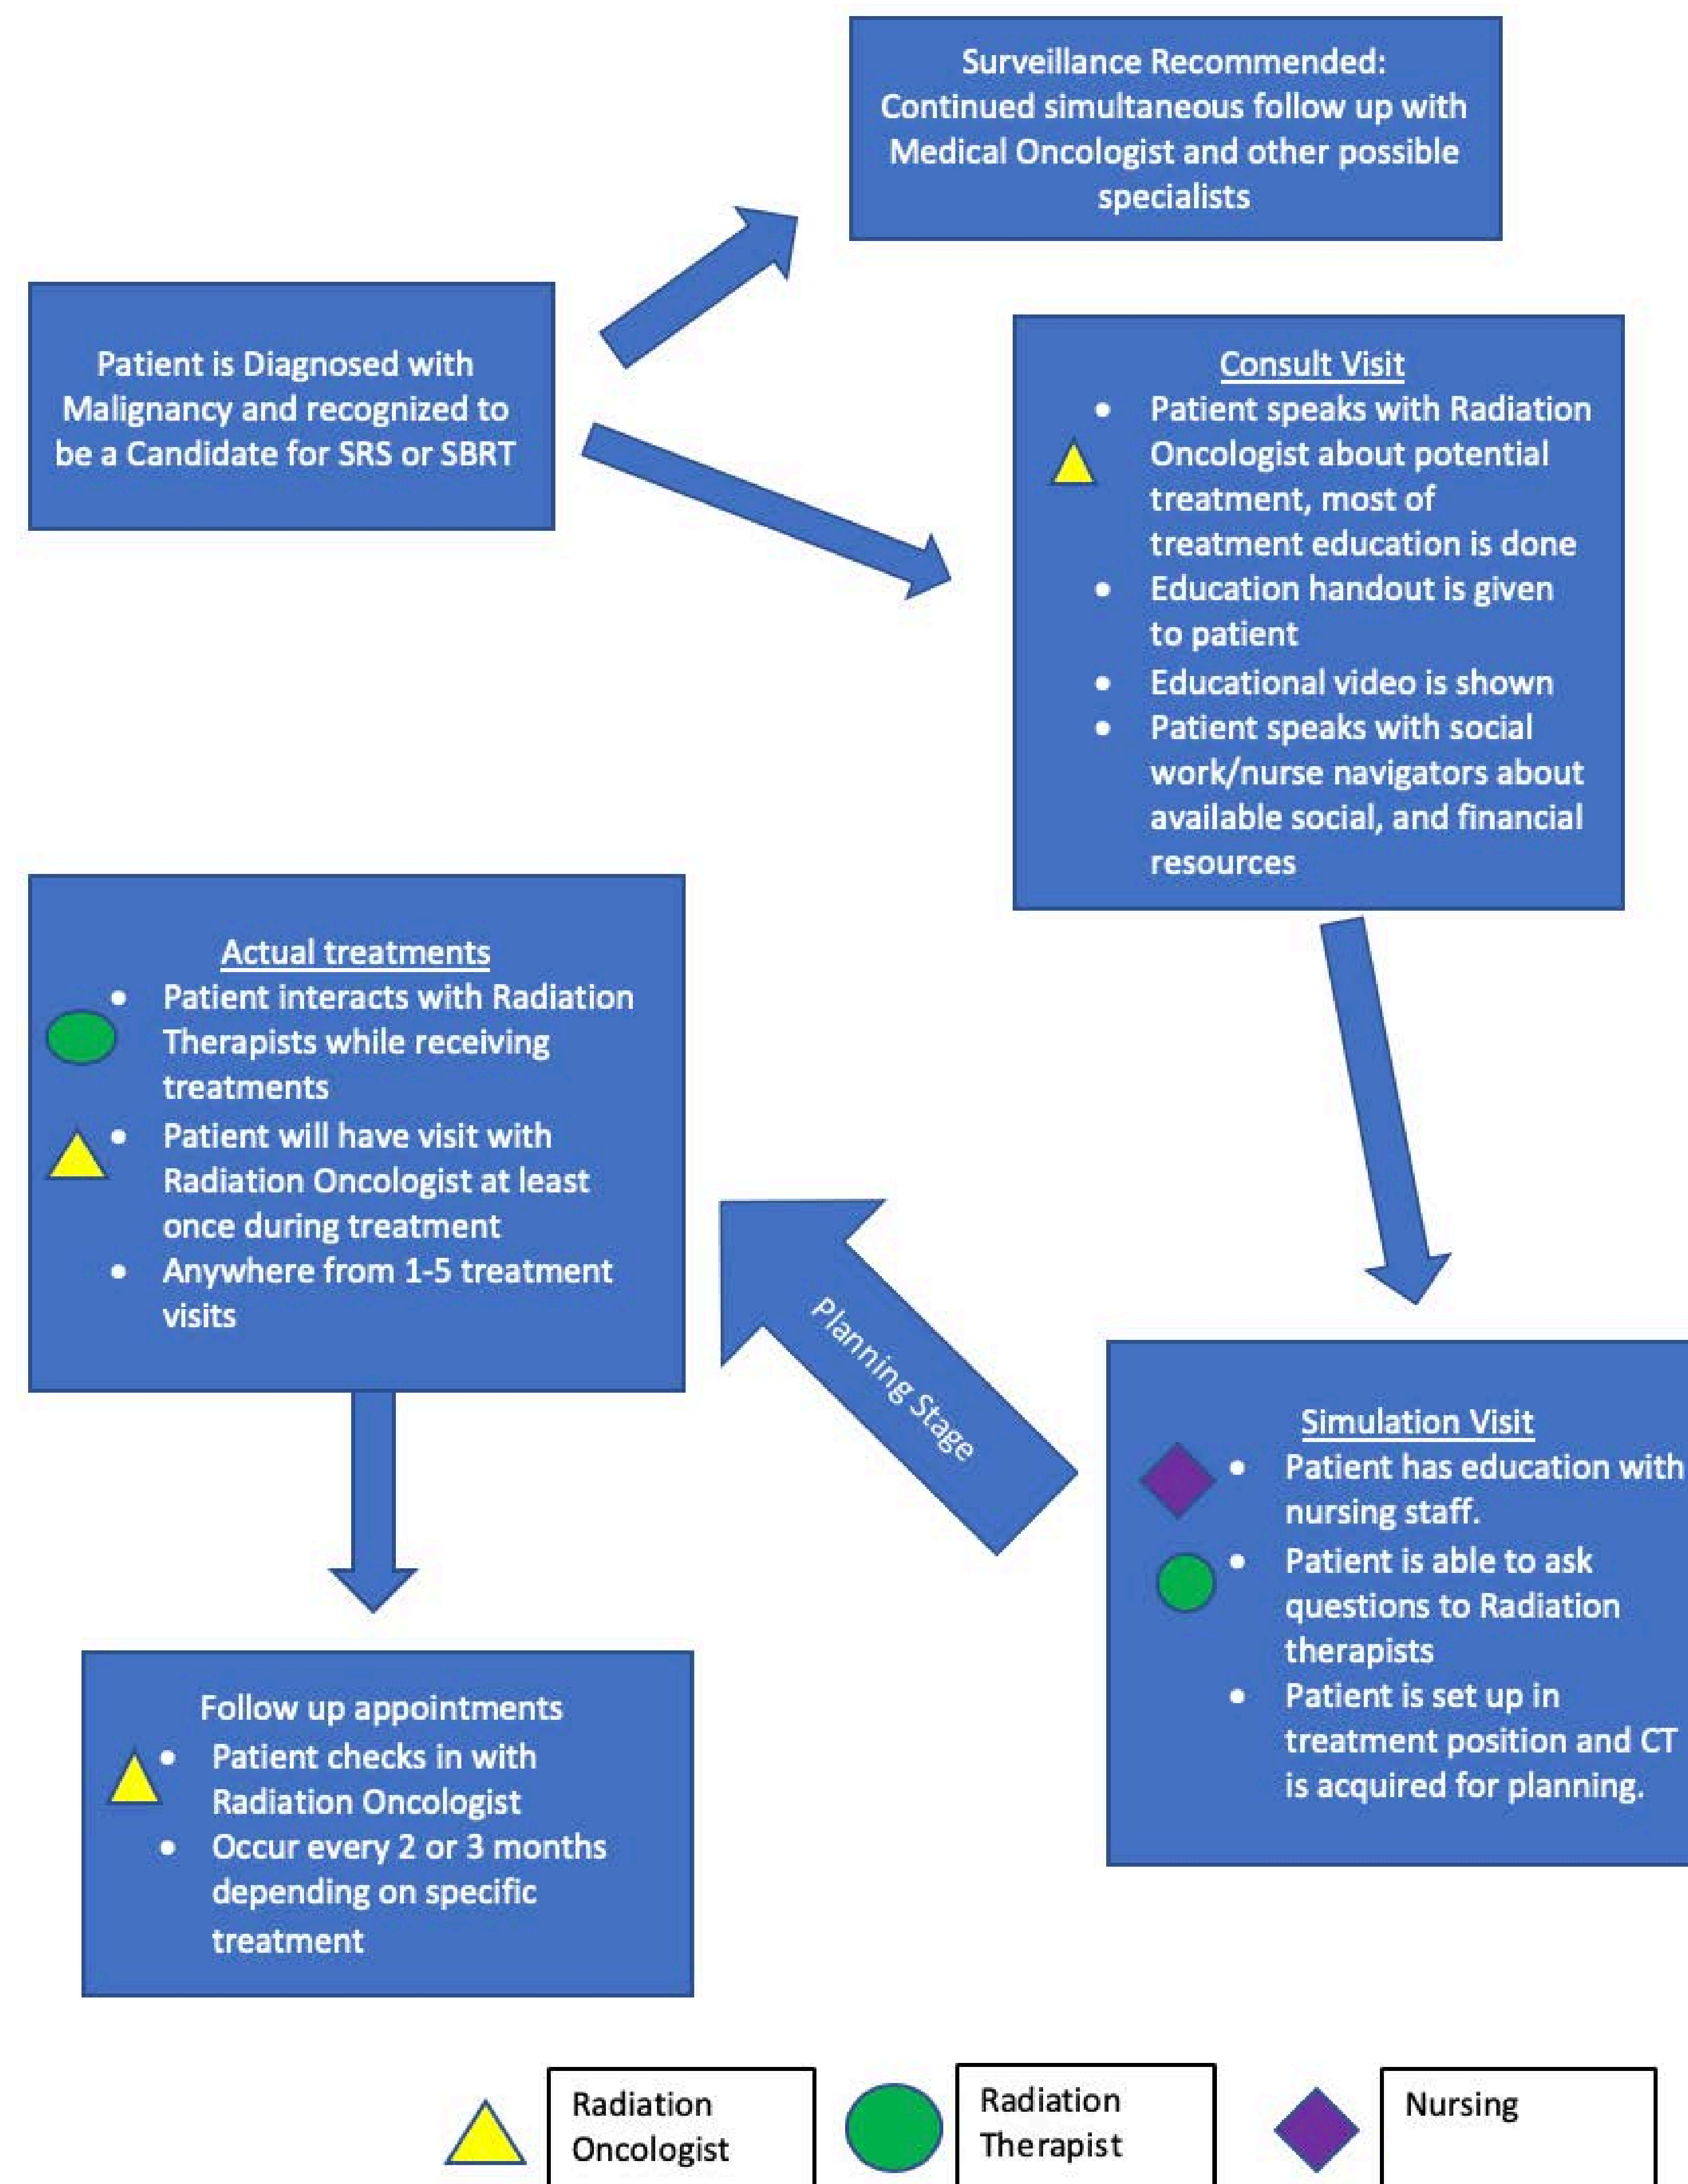 Surveillance Recommended:
Continued simultaneous follow up with
Medical Oncologist and other possible
specialists
Patient is Diagnosed with
Malignancy and recognized to
be a Candidate for SRS or SBRT
Consult Visit
• Patient speaks with Radiation
Oncologist about potential
treatment, most of
treatment education is done
• Education handout is given
to patient
• Educational video is shown
• Patient speaks with social
work/nurse navigators about
available social, and financial
resources
Actual treatments
• Patient interacts with Radiation
Therapists while receiving
treatments
• Patient will have visit with
Radiation Oncologist at least
once during treatment
• Anywhere from 1-5 treatment
visits
Planning Stage
Simulation Visit
• Patient has education with
nursing staff.
• Patient is able to ask
questions to Radiation
therapists
• Patient is set up in
treatment position and CT
is acquired for planning.
Follow up appointments
• Patient checks in with
Radiation Oncologist
• Occur every 2 or 3 months
depending on specific
treatment
Radiation
Oncologist
Radiation
Therapist
Nursing